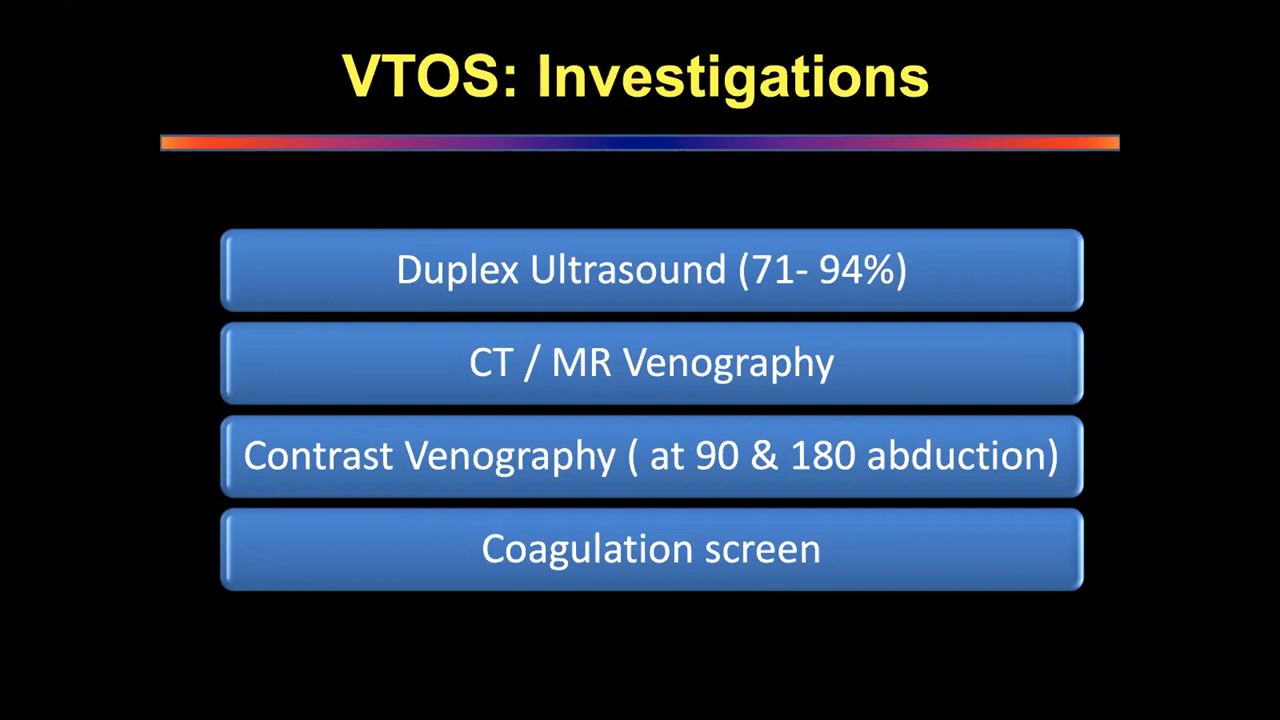 VTOS: Investigations
Duplex Ultrasound (71- 94%)
CT / MR Venography
Contrast Venography ( at 90 & 180 abduction)
Coagulation screen